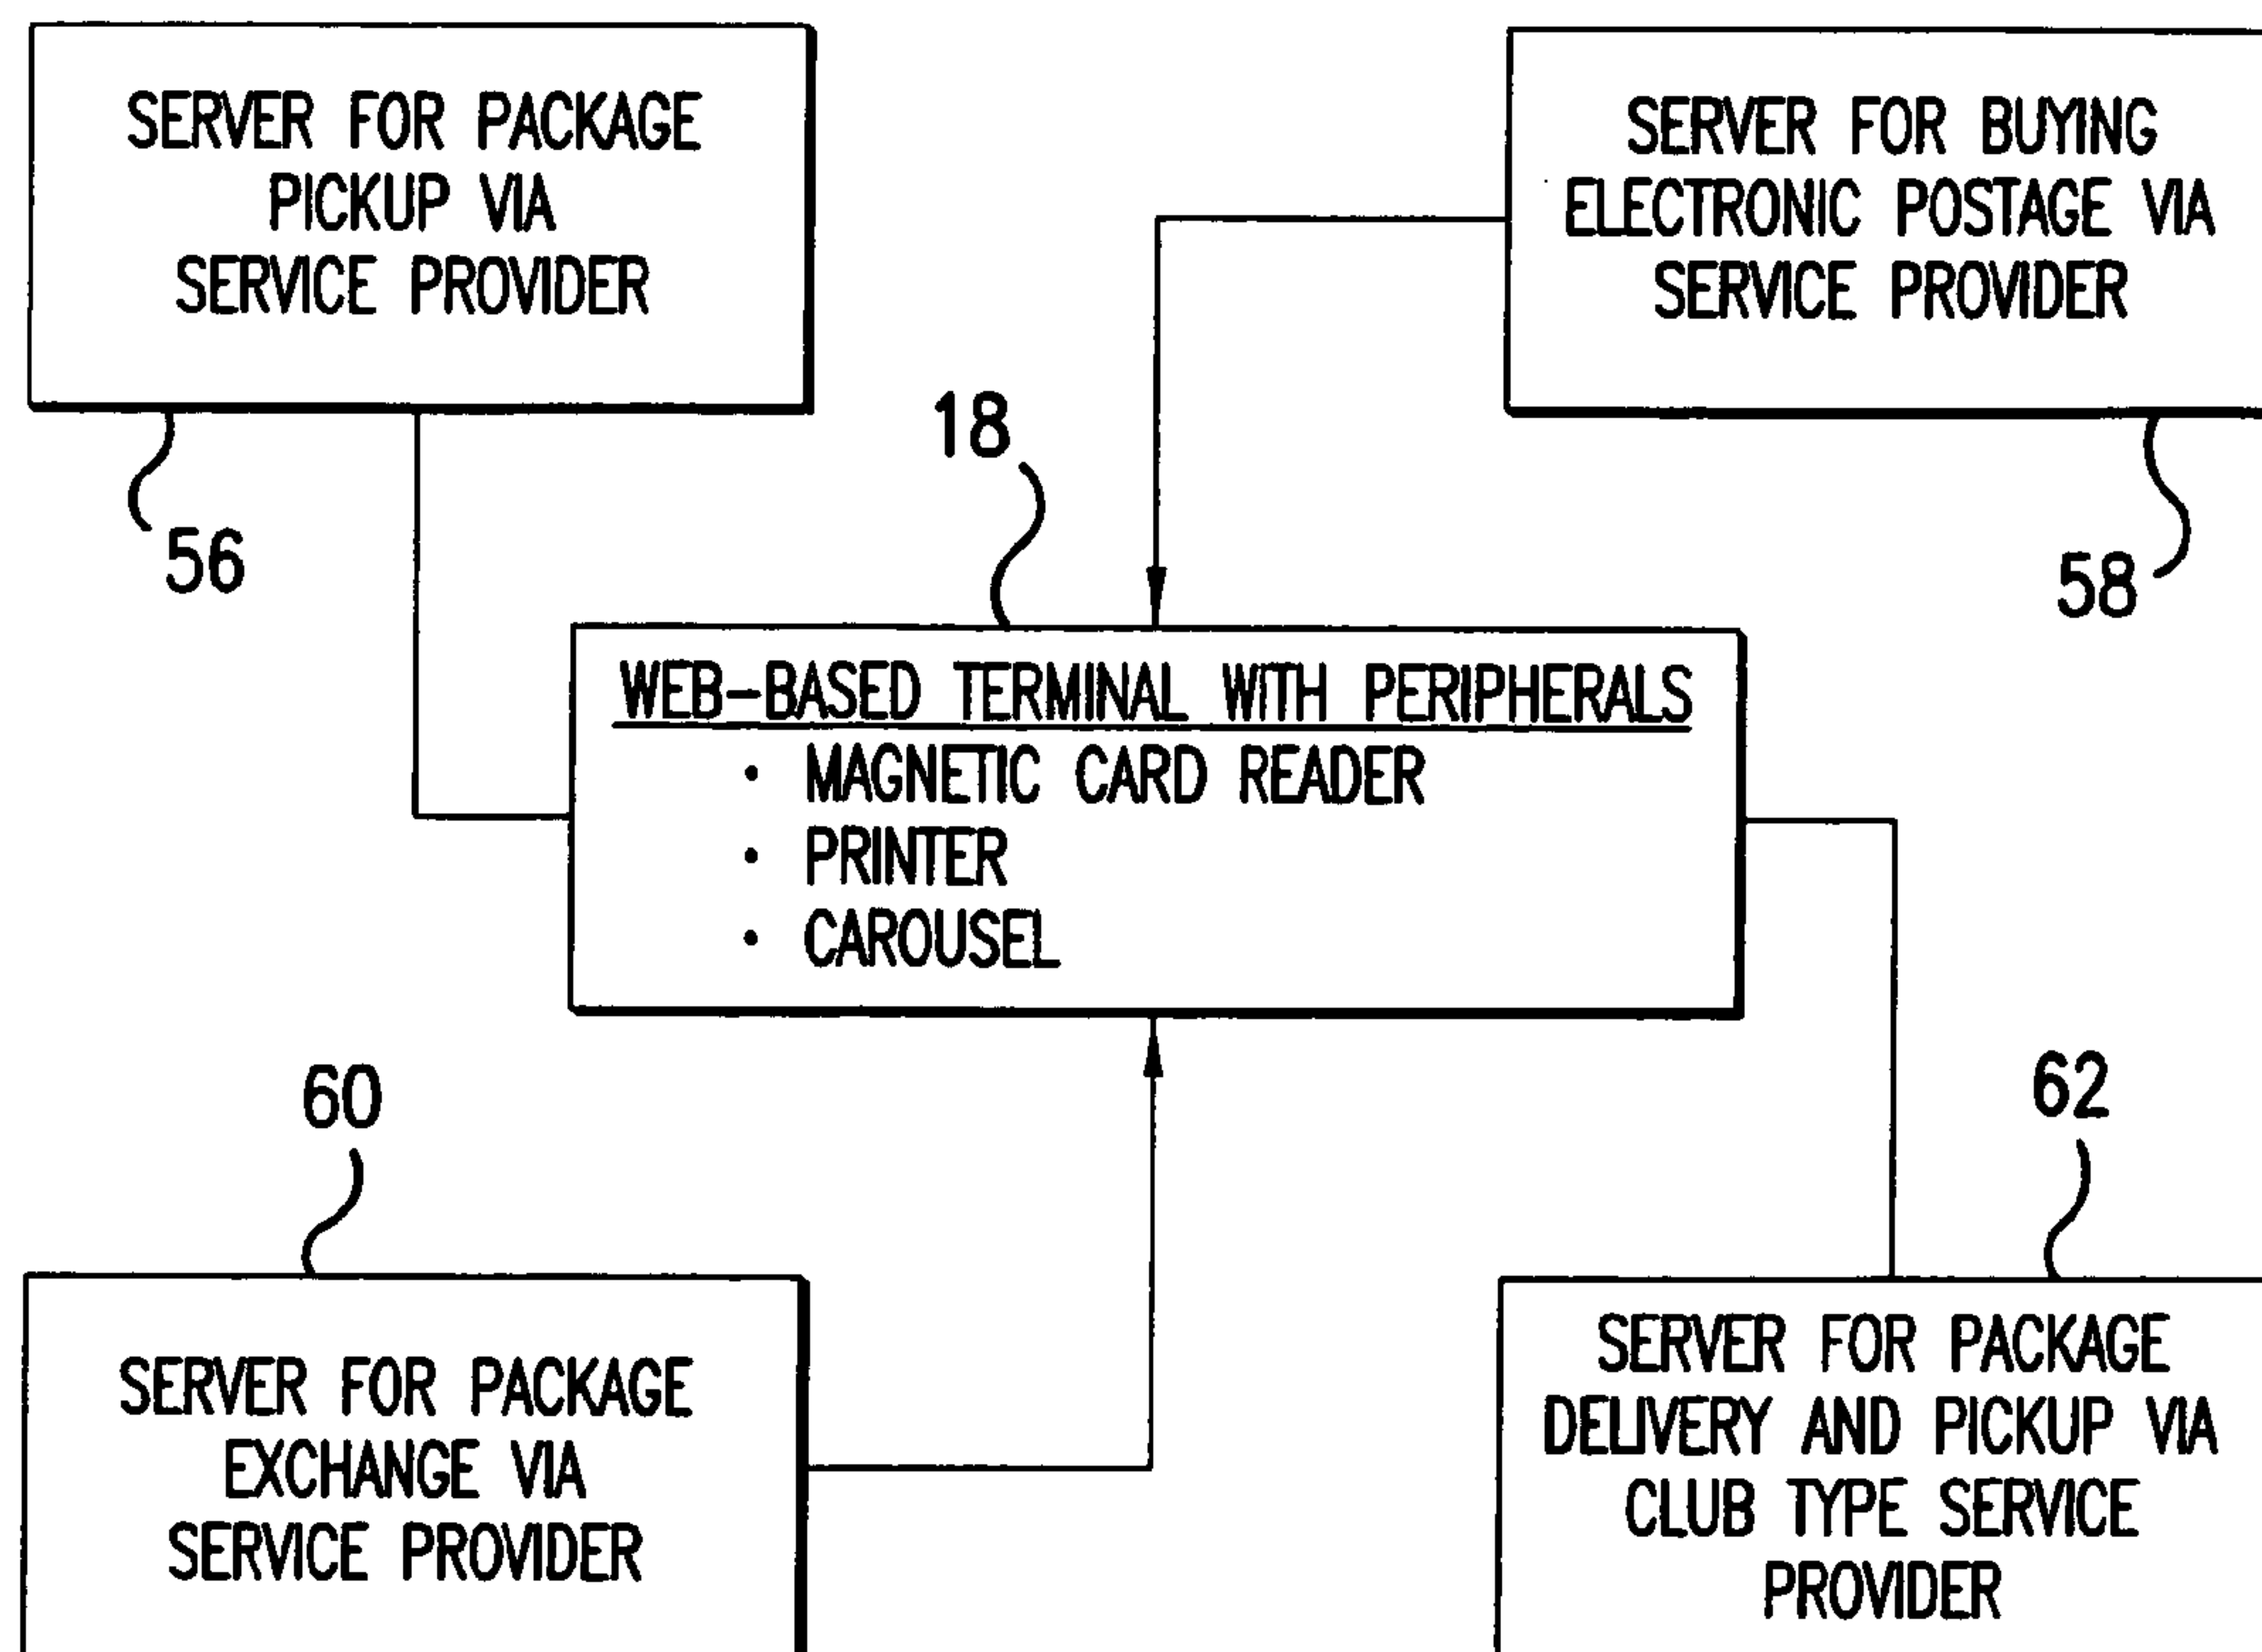 SERVER FOR PACKAGE
PICKUP VIA
SERVICE PROVIDER
56
SERVER FOR BUYING
ELECTRONIC POSTAGE VIA
SERVICE PROVIDER
58
18
WEB-BASED TERMINAL WITH PERIPHERALS
• MAGNETIC CARD READER
• PRINTER
• CAROUSEL
60
SERVER FOR PACKAGE
EXCHANGE VIA
SERVICE PROVIDER
62
SERVER FOR PACKAGE
DELIVERY AND PICKUP VIA
CLUB TYPE SERVICE
PROVIDER